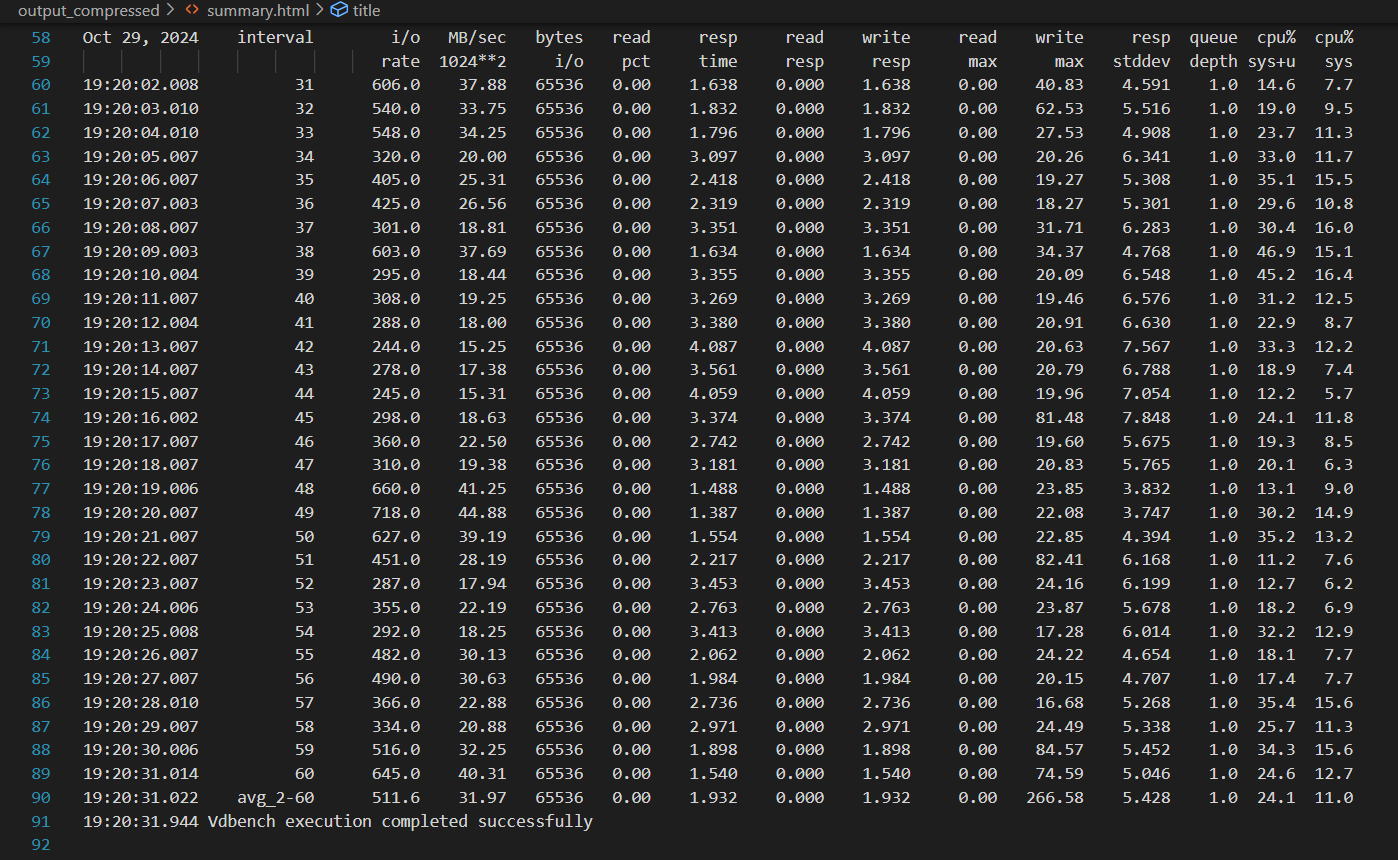 output_compressed > <> summary.html > title
58 Oct 29, 2024 interval i/o MB/sec bytes read resp read write read write resp queue cpu% cpu%
59 rate 1024**2 i/o pct time resp resp max max stddev depth sys+u sys
60 19:20:02.008 31 606.0 37.88 65536 0.00 1.638 0.000 1.638 0.00 40.83 4.591 1.0 14.6 7.7
61 19:20:03.010 32 540.0 33.75 65536 0.00 1.832 0.000 1.832 0.00 62.53 5.516 1.0 19.0 9.5
62 19:20:04.010 33 548.0 34.25 65536 0.00 1.796 0.000 1.796 0.00 27.53 4.908 1.0 23.7 11.3
63 19:20:05.007 34 320.0 20.00 65536 0.00 3.097 0.000 3.097 0.00 20.26 6.341 1.0 33.0 11.7
64 19:20:06.007 35 405.0 25.31 65536 0.00 2.418 0.000 2.418 0.00 19.27 5.308 1.0 35.1 15.5
65 19:20:07.003 36 425.0 26.56 65536 0.00 2.319 0.000 2.319 0.00 18.27 5.301 1.0 29.6 10.8
66 19:20:08.007 37 301.0 18.81 65536 0.00 3.351 0.000 3.351 0.00 31.71 6.283 1.0 30.4 16.0
67 19:20:09.003 38 603.0 37.69 65536 0.00 1.634 0.000 1.634 0.00 34.37 4.768 1.0 46.9 15.1
68 19:20:10.004 39 295.0 18.44 65536 0.00 3.355 0.000 3.355 0.00 20.09 6.548 1.0 45.2 16.4
69 19:20:11.007 40 308.0 19.25 65536 0.00 3.269 0.000 3.269 0.00 19.46 6.576 1.0 31.2 12.5
70 19:20:12.004 41 288.0 18.00 65536 0.00 3.380 0.000 3.380 0.00 20.91 6.630 1.0 22.9 8.7
71 19:20:13.007 42 244.0 15.25 65536 0.00 4.087 0.000 4.087 0.00 20.63 7.567 1.0 33.3 12.2
72 19:20:14.007 43 278.0 17.38 65536 0.00 3.561 0.000 3.561 0.00 20.79 6.788 1.0 18.9 7.4
73 19:20:15.007 44 245.0 15.31 65536 0.00 4.059 0.000 4.059 0.00 19.96 7.054 1.0 12.2 5.7
74 19:20:16.002 45 298.0 18.63 65536 0.00 3.374 0.000 3.374 0.00 81.48 7.848 1.0 24.1 11.8
75 19:20:17.007 46 360.0 22.50 65536 0.00 2.742 0.000 2.742 0.00 19.60 5.675 1.0 19.3 8.5
76 19:20:18.007 47 310.0 19.38 65536 0.00 3.181 0.000 3.181 0.00 20.83 5.765 1.0 20.1 6.3
77 19:20:19.006 48 660.0 41.25 65536 0.00 1.488 0.000 1.488 0.00 23.85 3.832 1.0 13.1 9.0
78 19:20:20.007 49 718.0 44.88 65536 0.00 1.387 0.000 1.387 0.00 22.08 3.747 1.0 30.2 14.9
79 19:20:21.007 50 627.0 39.19 65536 0.00 1.554 0.000 1.554 0.00 22.85 4.394 1.0 35.2 13.2
80 19:20:22.007 51 451.0 28.19 65536 0.00 2.217 0.000 2.217 0.00 82.41 6.168 1.0 11.2 7.6
81 19:20:23.007 52 287.0 17.94 65536 0.00 3.453 0.000 3.453 0.00 24.16 6.199 1.0 12.7 6.2
82 19:20:24.006 53 355.0 22.19 65536 0.00 2.763 0.000 2.763 0.00 23.87 5.678 1.0 18.2 6.9
83 19:20:25.008 54 292.0 18.25 65536 0.00 3.413 0.000 3.413 0.00 17.28 6.014 1.0 32.2 12.9
84 19:20:26.007 55 482.0 30.13 65536 0.00 2.062 0.000 2.062 0.00 24.22 4.654 1.0 18.1 7.7
85 19:20:27.007 56 490.0 30.63 65536 0.00 1.984 0.000 1.984 0.00 20.15 4.707 1.0 17.4 7.7
86 19:20:28.010 57 366.0 22.88 65536 0.00 2.736 0.000 2.736 0.00 16.68 5.268 1.0 35.4 15.6
87 19:20:29.007 58 334.0 20.88 65536 0.00 2.971 0.000 2.971 0.00 24.49 5.338 1.0 25.7 11.3
88 19:20:30.006 59 516.0 32.25 65536 0.00 1.898 0.000 1.898 0.00 84.57 5.452 1.0 34.3 15.6
89 19:20:31.014 60 645.0 40.31 65536 0.00 1.540 0.000 1.540 0.00 74.59 5.046 1.0 24.6 12.7
90 19:20:31.022 avg_2-60 511.6 31.97 65536 0.00 1.932 0.000 1.932 0.00 266.58 5.428 1.0 24.1 11.0
91 19:20:31.944 Vdbench execution completed successfully
92